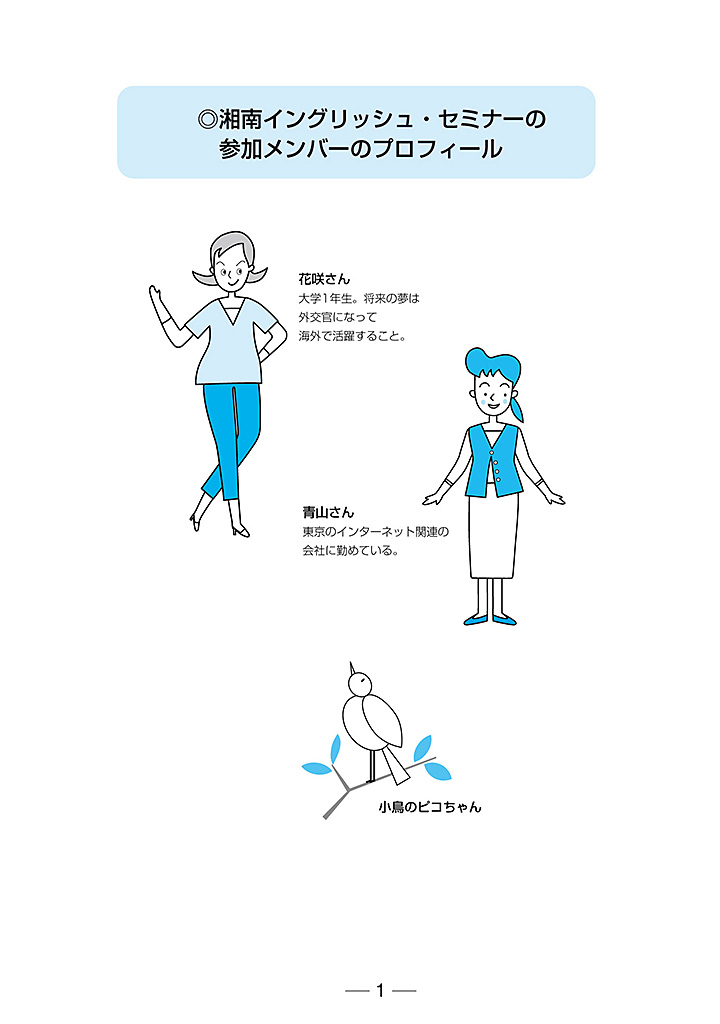 ◎湘南イングリッシュ・セミナーの
参加メンバーのプロフィール
花咲さん
大学1年生。将来の夢は
外交官になって
海外で活躍すること。
青山さん
東京のインターネット関連の
会社に勤めている。
小鳥のピコちゃん
— 1 —